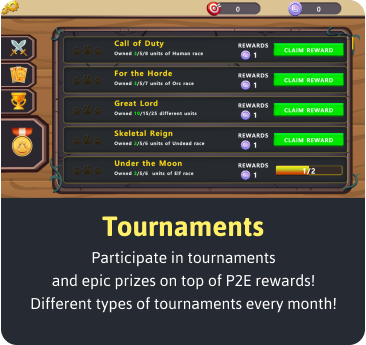 0 0
Call of Duty
Owned 3/5/8 units of Human race
REWARDS
1
CLAIM REWARD
For the Horde
Owned 3/5/7 units of Orc race
REWARDS
1
CLAIM REWARD
Great Lord
Owned 10/15/25 different units
REWARDS
1
CLAIM REWARD
Skeletal Reign
Owned 3/5/6 units of Undead race
REWARDS
1
CLAIM REWARD
Under the Moon
Owned 2/5/6 units of Elf race
REWARDS
1
1/2
Tournaments
Participate in tournaments
and epic prizes on top of P2E rewards!
Different types of tournaments every month!